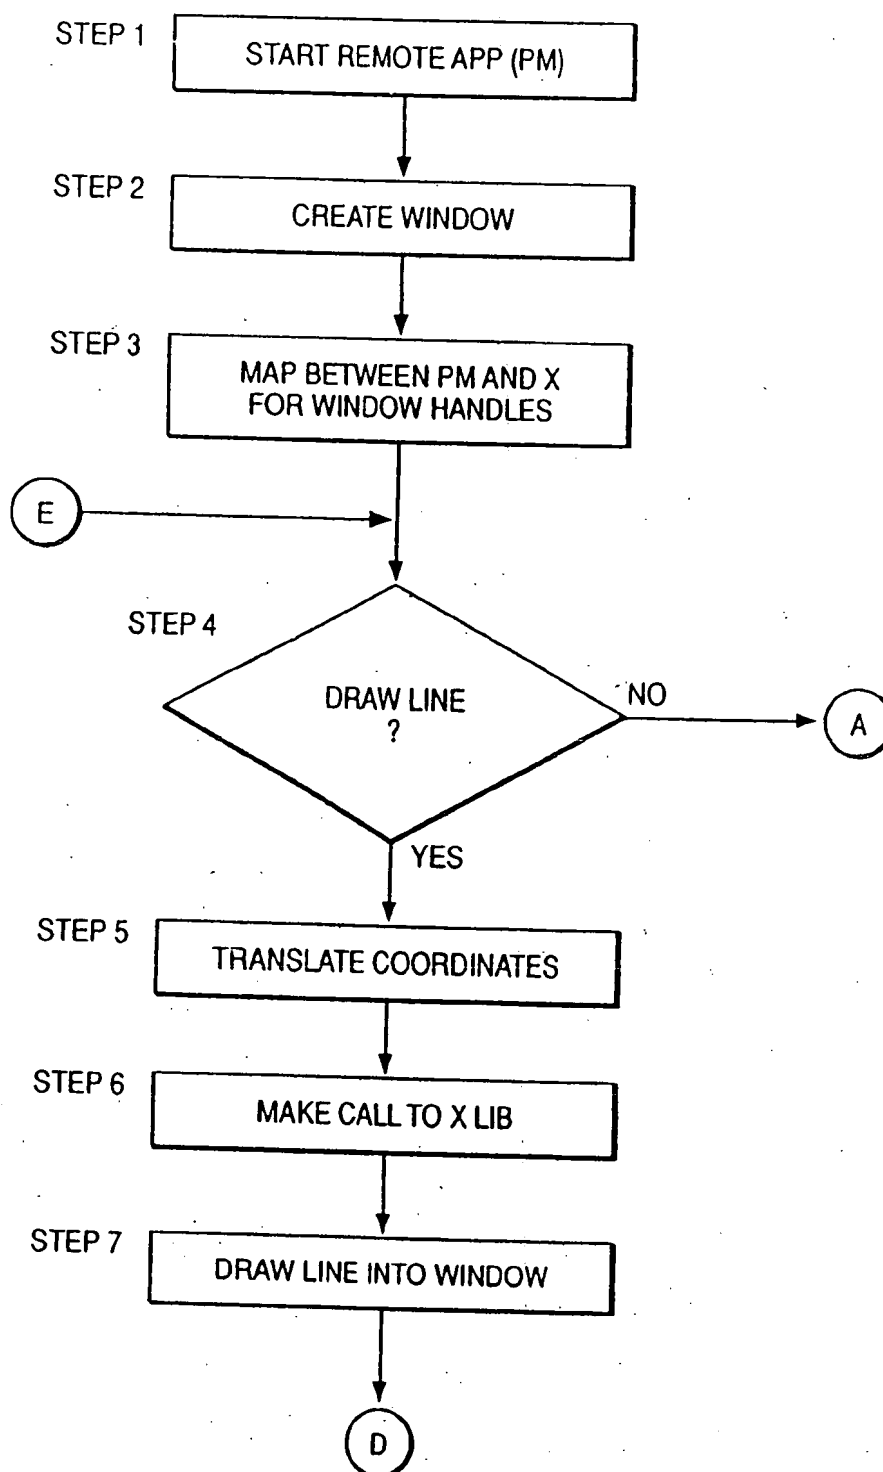 STEP 1
START REMOTE APP (PM)
STEP 2
CREATE WINDOW
STEP 3
MAP BETWEEN PM AND X
FOR WINDOW HANDLES
E
STEP 4
DRAW LINE
?
NO
A
YES
STEP 5
TRANSLATE COORDINATES
STEP 6
MAKE CALL TO X LIB
STEP 7
DRAW LINE INTO WINDOW
D